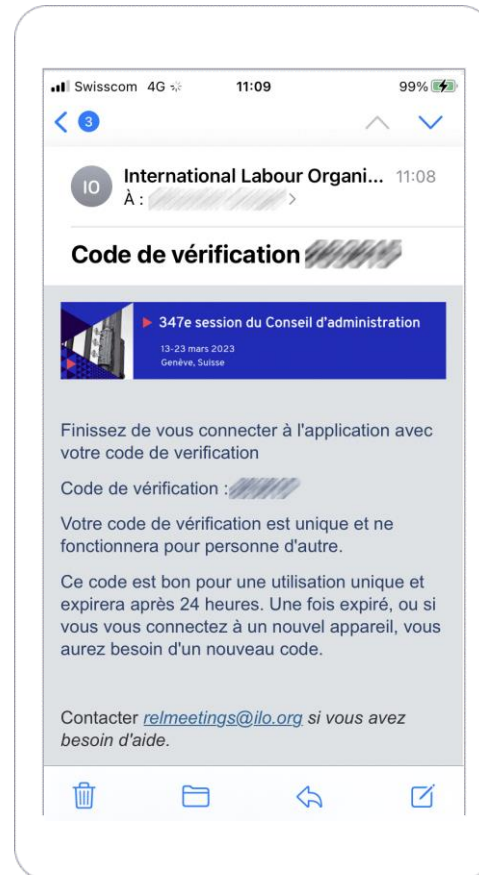 Swisscom 4G 11:09 99%
3
IO
International Labour Organi... 11:08
À :
Code de vérification
347e session du Conseil d'administration
13-23 mars 2023
Genève, Suisse
Finissez de vous connecter à l'application avec
votre code de verification
Code de vérification :
Votre code de vérification est unique et ne
fonctionnera pour personne d'autre.
Ce code est bon pour une utilisation unique et
expirera après 24 heures. Une fois expiré, ou si
vous vous connectez à un nouvel appareil, vous
aurez besoin d'un nouveau code.
Contacter relmeetings@ilo.org si vous avez
besoin d'aide.